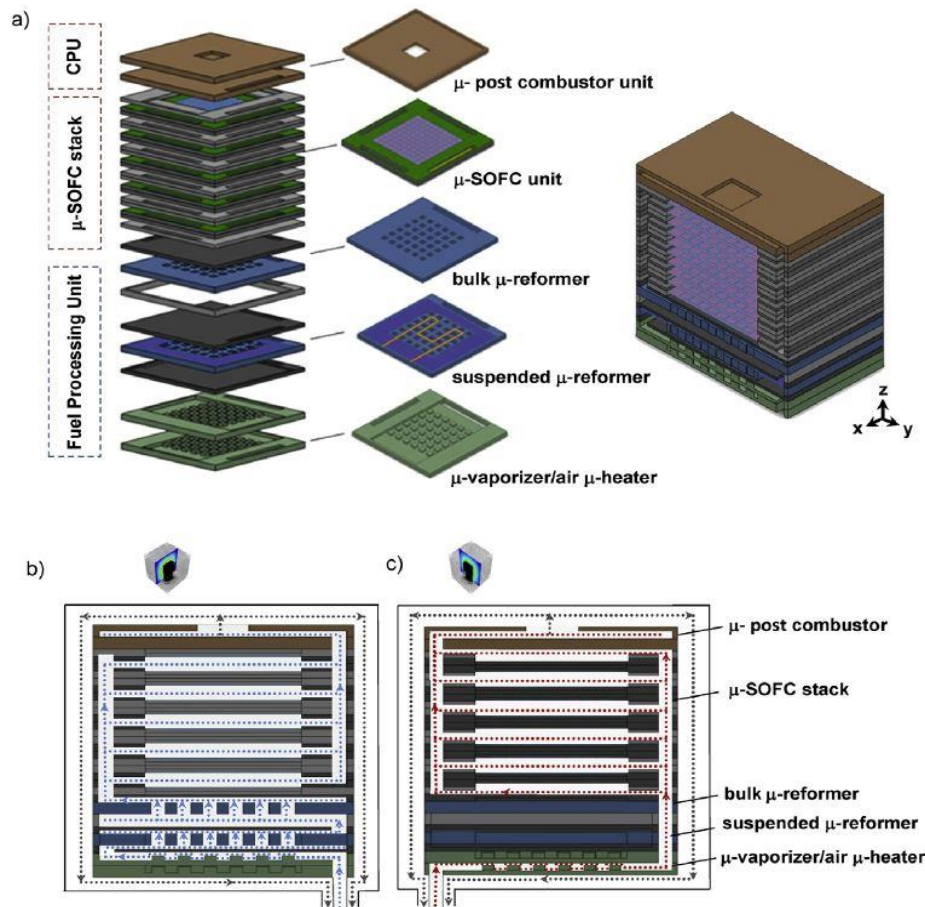 a)
CPU
μ-SOFC stack
Fuel Processing Unit
μ- post combustor unit
μ-SOFC unit
bulk μ-reformer
suspended μ-reformer
μ-vaporizer/air μ-heater
z
x
y
b)
c)
μ- post combustor
μ-SOFC stack
bulk μ-reformer
suspended μ-reformer
μ-vaporizer/air μ-heater